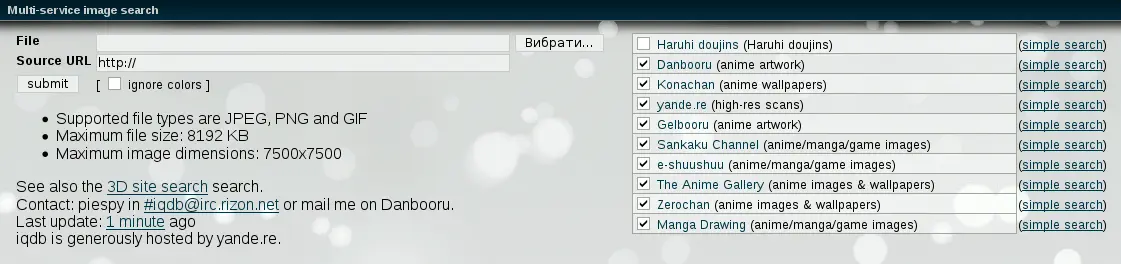 Multi-service image search
File
Вибрати...
Source URL http://
submit [ ignore colors ]
Supported file types are JPEG, PNG and GIF
Maximum file size: 8192 KB
Maximum image dimensions: 7500x7500
See also the 3D site search search.
Contact: piespy in #iqdb@irc.rizon.net or mail me on Danbooru.
Last update: 1 minute ago
iqdb is generously hosted by yande.re.
Haruhi doujins (Haruhi doujins) (simple search)
Danbooru (anime artwork) (simple search)
Konachan (anime wallpapers) (simple search)
yande.re (high-res scans) (simple search)
Gelbooru (anime artwork) (simple search)
Sankaku Channel (anime/manga/game images) (simple search)
e-shuushuu (anime/manga/game images) (simple search)
The Anime Gallery (anime images & wallpapers) (simple search)
Zerochan (anime images & wallpapers) (simple search)
Manga Drawing (anime/manga/game images) (simple search)